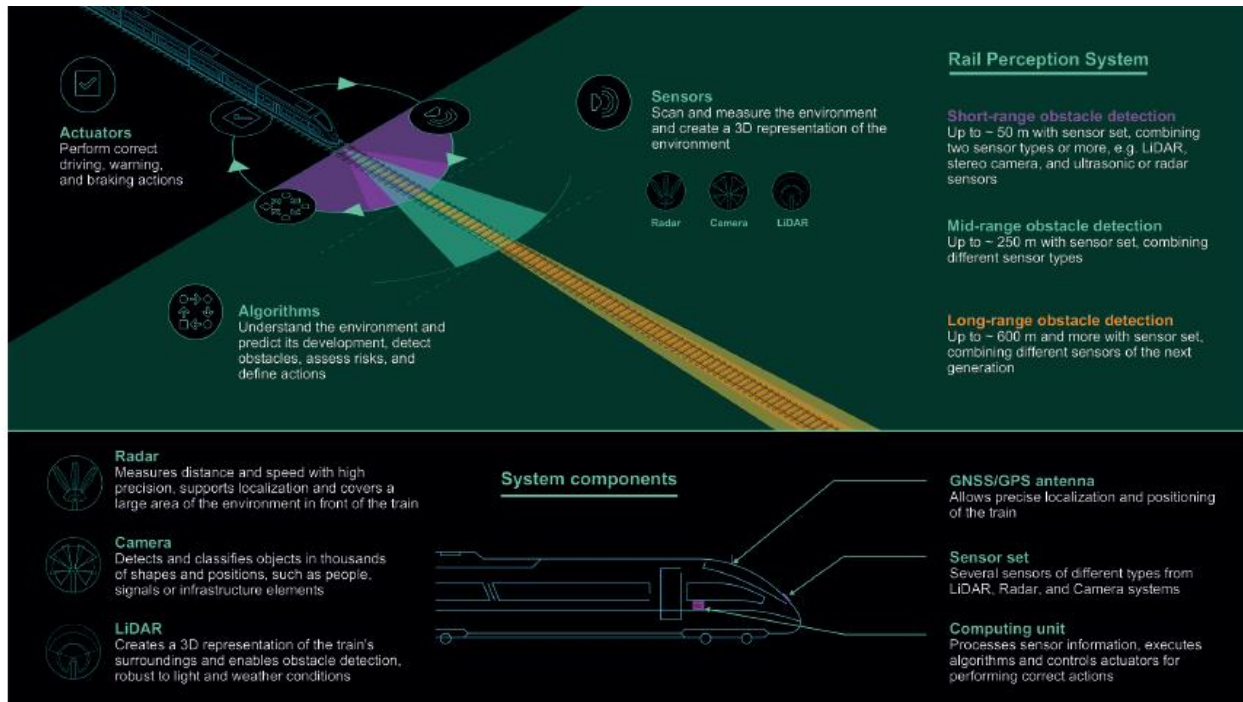 Rail Perception System
Actuators
Perform correct
driving, warning,
and braking actions
Sensors
Scan and measure the environment
and create a 3D representation of the
environment
Radar
Camera
LiDAR
Short-range obstacle detection
Up to ~ 50 m with sensor set, combining
two sensor types or more, e.g. LiDAR,
stereo camera, and ultrasonic or radar
sensors
Mid-range obstacle detection
Up to ~ 250 m with sensor set, combining
different sensor types
Algorithms
Understand the environment and
predict its development, detect
obstacles, assess risks, and
define actions
Long-range obstacle detection
Up to ~ 600 m and more with sensor set,
combining different sensors of the next
generation
Radar
Measures distance and speed with high
precision, supports localization and covers a
large area of the environment in front of the train
Camera
Detects and classifies objects in thousands
of shapes and positions, such as people,
signals or infrastructure elements
LiDAR
Creates a 3D representation of the train's
surroundings and enables obstacle detection,
robust to light and weather conditions
System components
GNSS/GPS antenna
Allows precise localization and positioning
of the train
Sensor set
Several sensors of different types from
LiDAR, Radar, and Camera systems
Computing unit
Processes sensor information, executes
algorithms and controls actuators for
performing correct actions